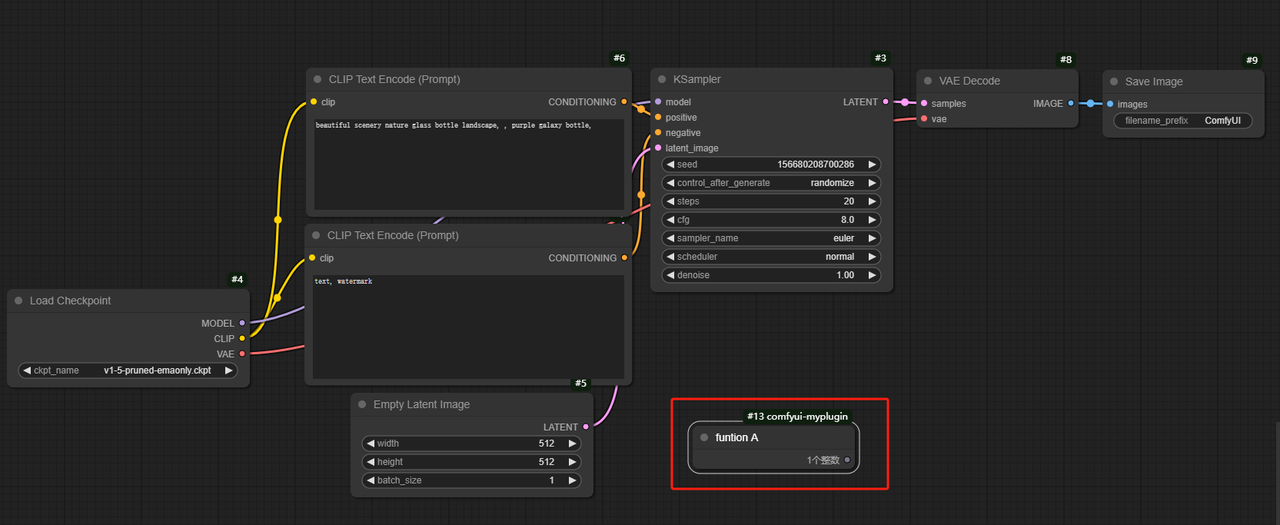 #6
CLIP Text Encode (Prompt)
clip
CONDITIONING
beautiful scenery nature glass bottle landscape, , purple galaxy bottle,
CLIP Text Encode (Prompt)
clip
CONDITIONING
text, watermark
#4
Load Checkpoint
MODEL
CLIP
VAE
ckpt_name v1-5-pruned-emaonly.ckpt
#5
Empty Latent Image
LATENT
width 512
height 512
batch_size 1
#3
KSampler
model LATENT
positive
negative
latent_image
seed 156680208700286
control_after_generate randomize
steps 20
cfg 8.0
sampler_name euler
scheduler normal
denoise 1.00
#8
VAE Decode
samples IMAGE
vae
#9
Save Image
images
filename_prefix ComfyUI
#13 comfyui-myplugin
funtion A
1个整数